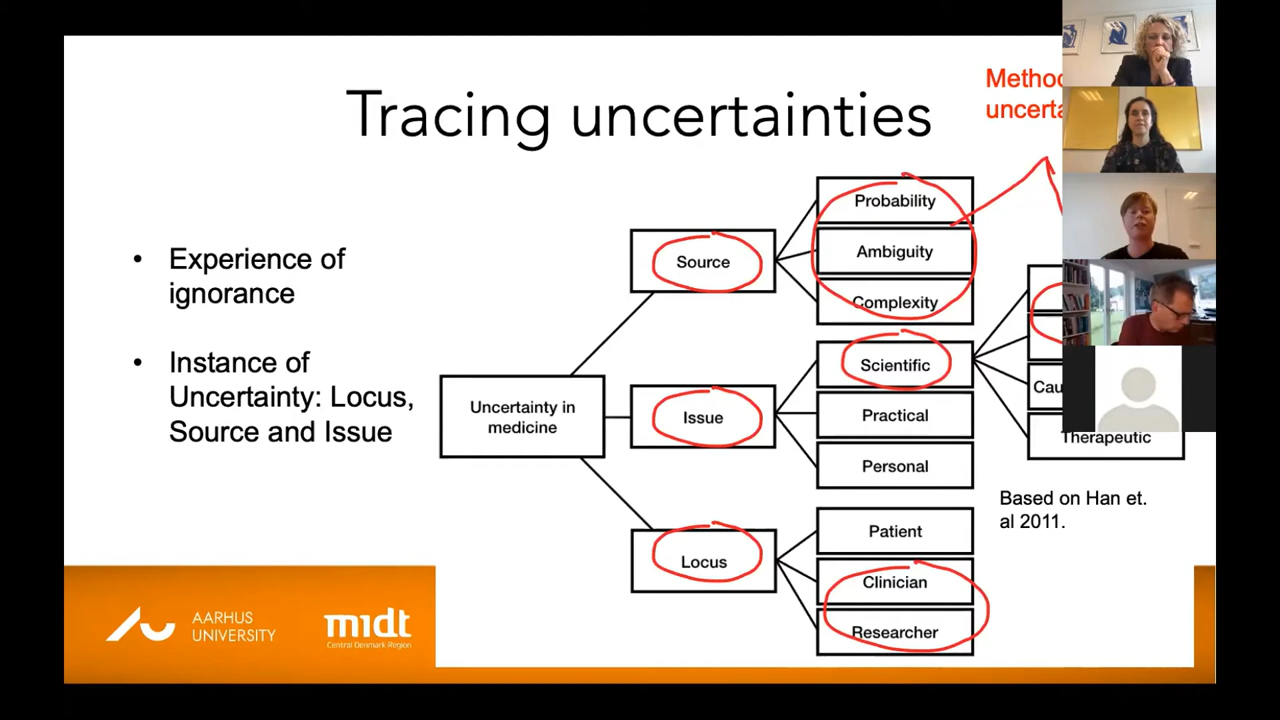 Tracing uncertainties
• Experience of
ignorance
• Instance of
Uncertainty: Locus,
Source and Issue
Uncertainty in
medicine
Source
Issue
Locus
Probability
Ambiguity
Complexity
Scientific
Practical
Personal
Patient
Clinician
Researcher
Therapeutic
Based on Han et.
al 2011.
AARHUS
UNIVERSITY
midt
Central Denmark Region